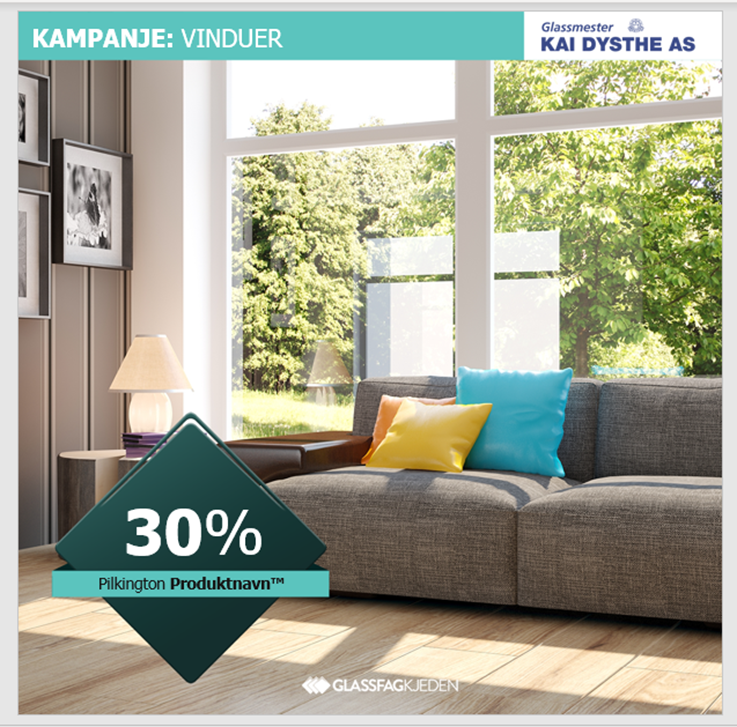 KAMPANJE: VINDUER
Glassmester
KAI DYSTHE AS
30%
Pilkington Produktnavn™
GLASSFAGKJEDEN